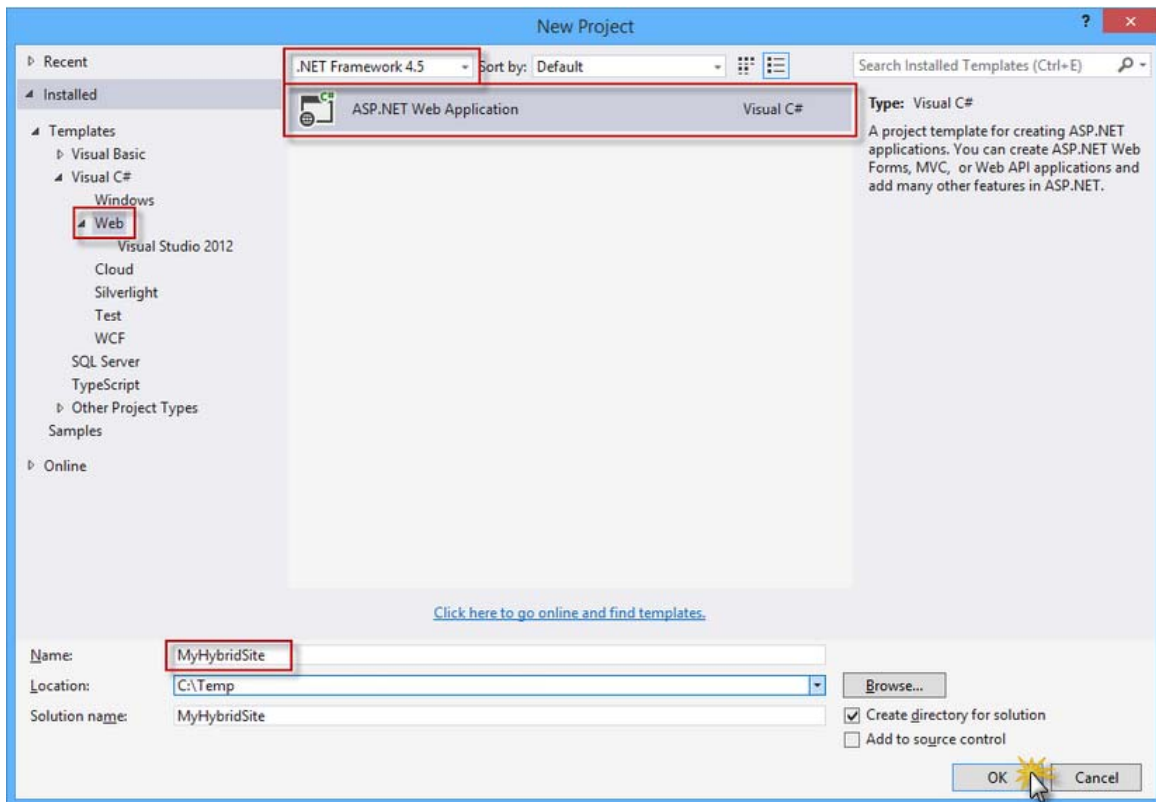 New Project
?
Recent
Installed
Templates
Visual Basic
Visual C#
Windows
Web
Visual Studio 2012
Cloud
Silverlight
Test
WCF
SQL Server
TypeScript
Other Project Types
Samples
Online
.NET Framework 4.5 Sort by: Default
C#
ASP.NET Web Application Visual C#
Click here to go online and find templates.
Search Installed Templates (Ctrl+E)
Type: Visual C#
A project template for creating ASP.NET
applications. You can create ASP.NET Web
Forms, MVC, or Web API applications and
add many other features in ASP.NET.
Name: MyHybridSite
Location: C:\Temp
Browse...
Solution name: MyHybridSite
Create directory for solution
Add to source control
OK Cancel